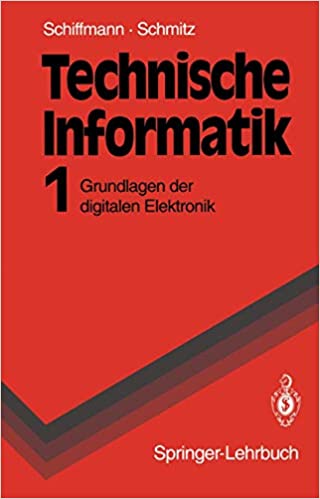 Schiffmann · Schmitz
Technische
Informatik
1 Grundlagen der
digitalen Elektronik
Springer-Lehrbuch